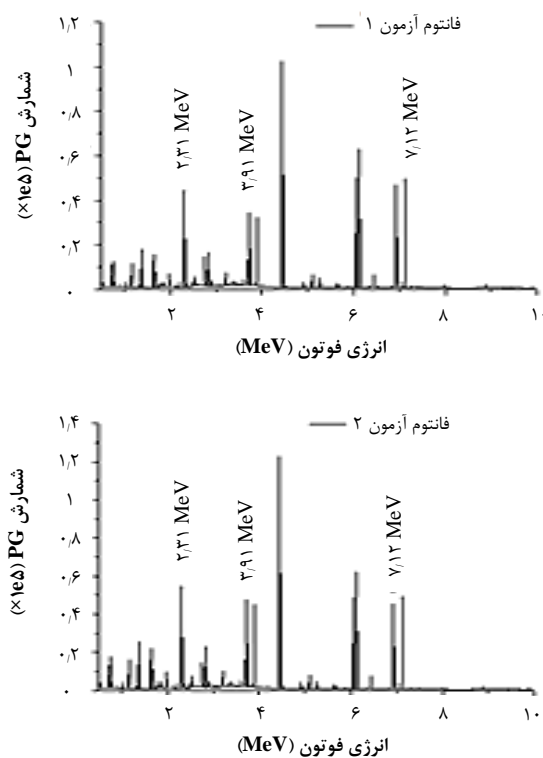 فانتوم آزمون ۱
شمارش PG (×۱e۵)
۱٫۲
۱
۰٫۸
۰٫۶
۰٫۴
۰٫۲
۰
۲٫۳۱ MeV
۳٫۹۱ MeV
۷٫۱۲ MeV
۲
۴
۶
۸
۱۰
انرژی فوتون (MeV)
فانتوم آزمون ۲
شمارش PG (×۱e۵)
۱٫۴
۱٫۲
۱
۰٫۸
۰٫۶
۰٫۴
۰٫۲
۰
۲٫۳۱ MeV
۳٫۹۱ MeV
۷٫۱۲ MeV
۲
۴
۶
۸
۱۰
انرژی فوتون (MeV)